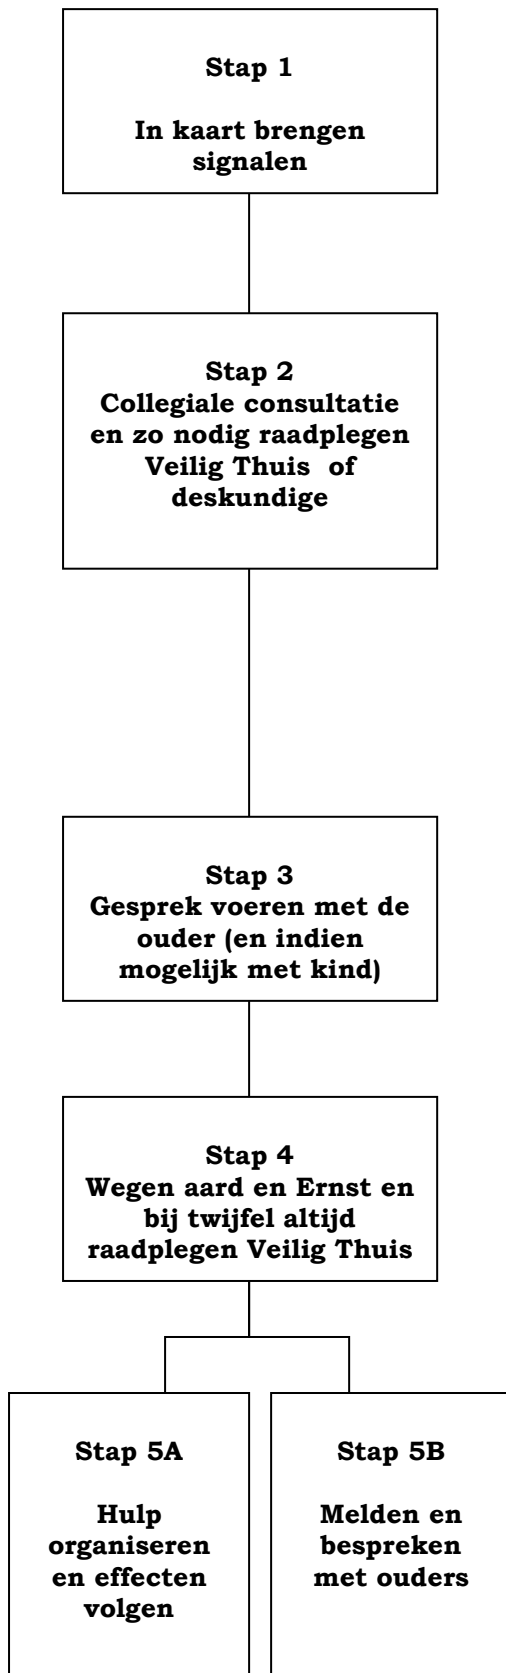 Stap 1
In kaart brengen
signalen
Stap 2
Collegiale consultatie
en zo nodig raadplegen
Veilig Thuis of
deskundige
Stap 3
Gesprek voeren met de
ouder (en indien
mogelijk met kind)
Stap 4
Wegen aard en Ernst en
bij twijfel altijd
raadplegen Veilig Thuis
Stap 5A
Hulp
organiseren
en effecten
volgen
Stap 5B
Melden en
bespreken
met ouders